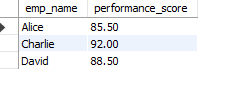 emp_name performance_score
Alice 85.50
Charlie 92.00
David 88.50